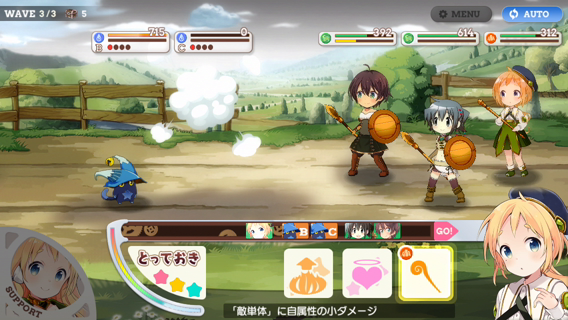 WAVE 3/3 5
MENU
AUTO
715
B
0
C
392
614
312
B C GO!
とっておき
SUPPORT
「敵単体」に自属性の小ダメージ